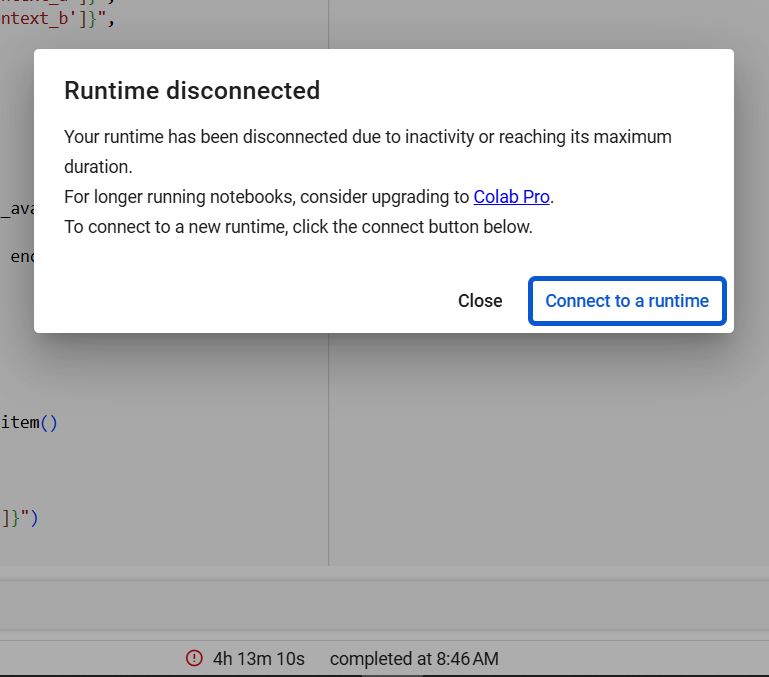 ntext_b']}",
Runtime disconnected
Your runtime has been disconnected due to inactivity or reaching its maximum
duration.
For longer running notebooks, consider upgrading to Colab Pro.
To connect to a new runtime, click the connect button below.
_ava
enc
Close
Connect to a runtime
item()
]}")
4h 13m 10s completed at 8:46 AM